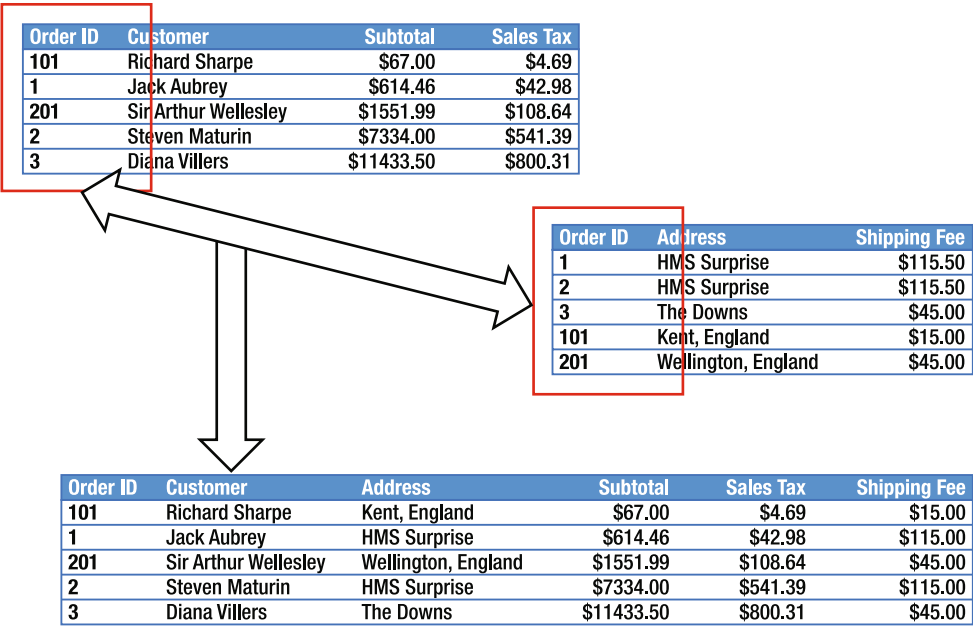 Order ID Customer Subtotal Sales Tax
101 Richard Sharpe $67.00 $4.69
1 Jack Aubrey $614.46 $42.98
201 Sir Arthur Wellesley $1551.99 $108.64
2 Steven Maturin $7334.00 $541.39
3 Diana Villers $11433.50 $800.31
Order ID Address Shipping Fee
1 HMS Surprise $115.50
2 HMS Surprise $115.50
3 The Downs $45.00
101 Kent, England $15.00
201 Wellington, England $45.00
Order ID Customer Address Subtotal Sales Tax Shipping Fee
101 Richard Sharpe Kent, England $67.00 $4.69 $15.00
1 Jack Aubrey HMS Surprise $614.46 $42.98 $115.00
201 Sir Arthur Wellesley Wellington, England $1551.99 $108.64 $45.00
2 Steven Maturin HMS Surprise $7334.00 $541.39 $115.00
3 Diana Villers The Downs $11433.50 $800.31 $45.00